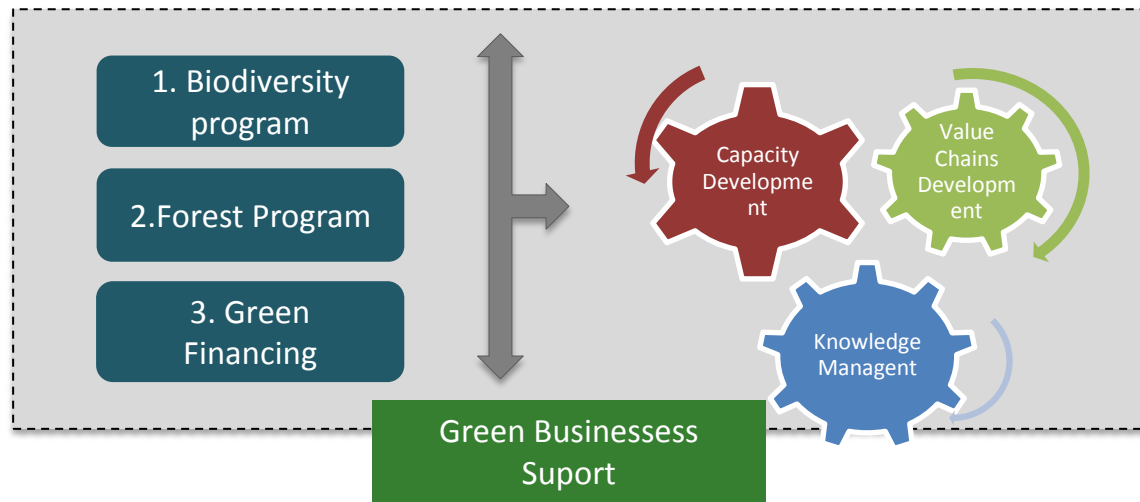 1. Biodiversity
program
2.Forest Program
3. Green
Financing
Capacity
Developme
nt
Value
Chains
Developm
ent
Knowledge
Managent
Green Businessess
Suport